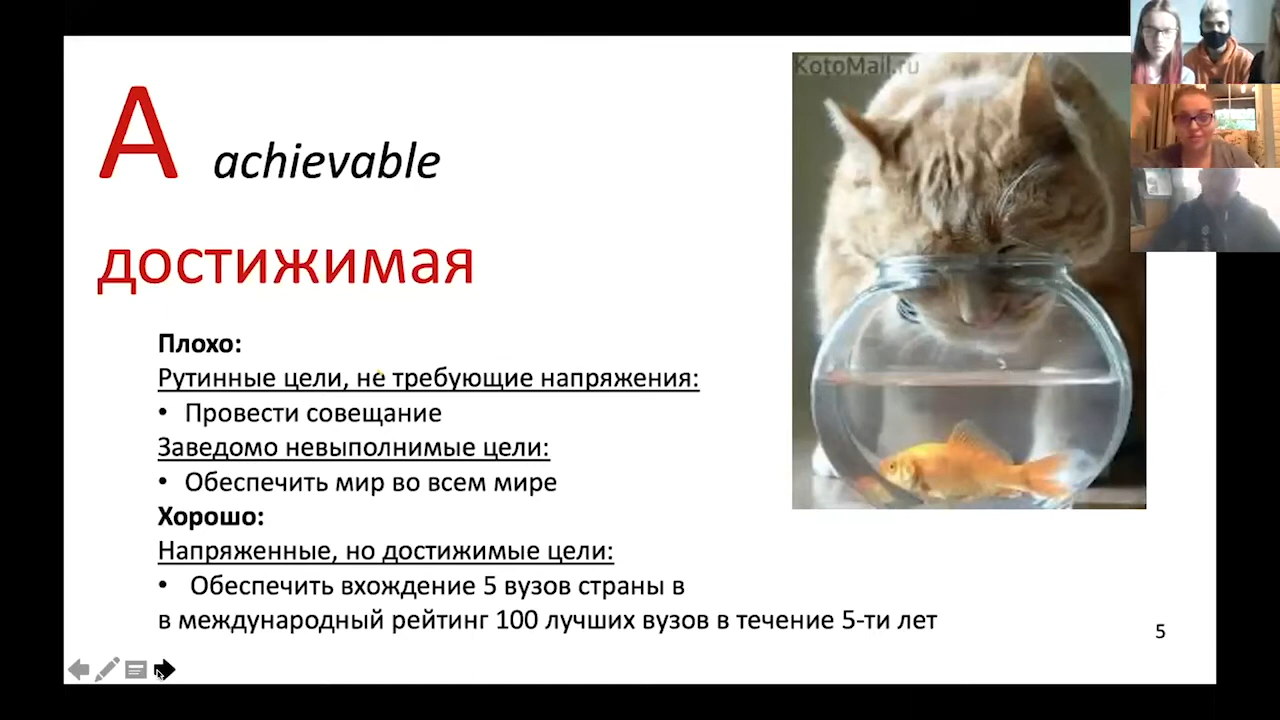 KotoMail.ru
A achievable
достижимая
Плохо:
Рутинные цели, не требующие напряжения:
• Провести совещание
Заведомо невыполнимые цели:
• Обеспечить мир во всем мире
Хорошо:
Напряженные, но достижимые цели:
• Обеспечить вхождение 5 вузов страны в
в международный рейтинг 100 лучших вузов в течение 5-ти лет
5